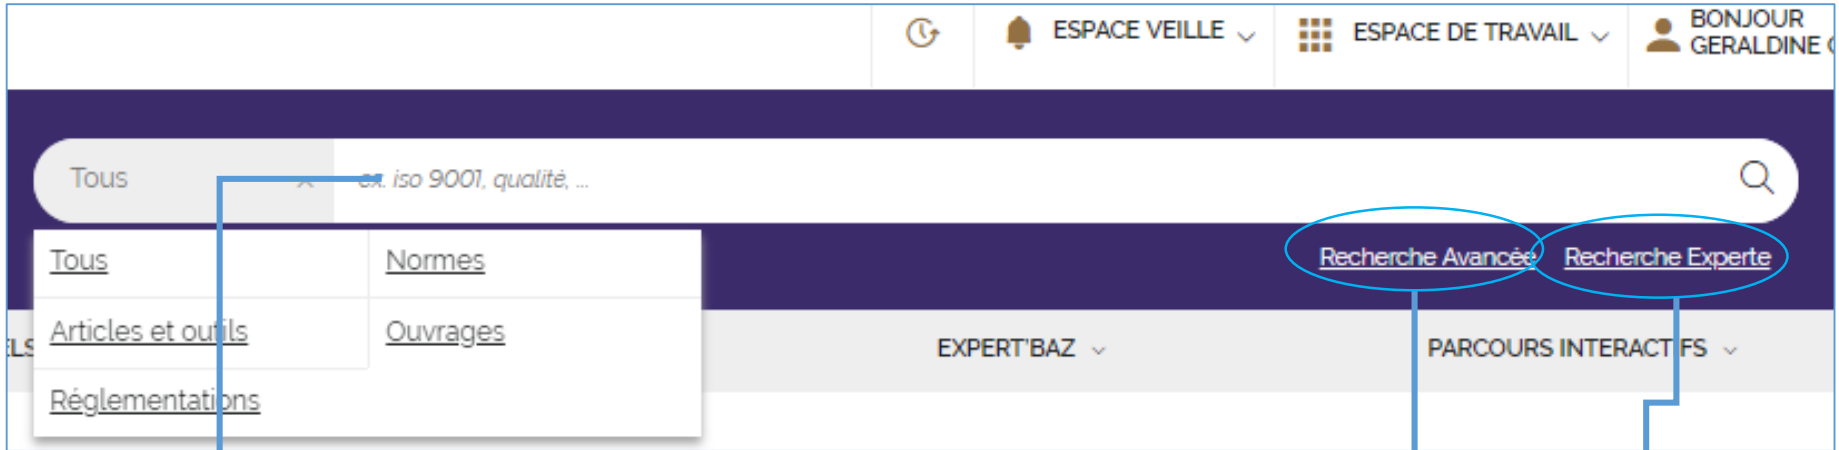 ESPACE VEILLE
ESPACE DE TRAVAIL
BONJOUR
GERALDINE
Tous
ex. iso 9001, qualité, ...
Recherche Avancée
Recherche Experte
Tous
Normes
Articles et outils
Ouvrages
Réglementations
EXPERT'BAZ
PARCOURS INTERACTIFS